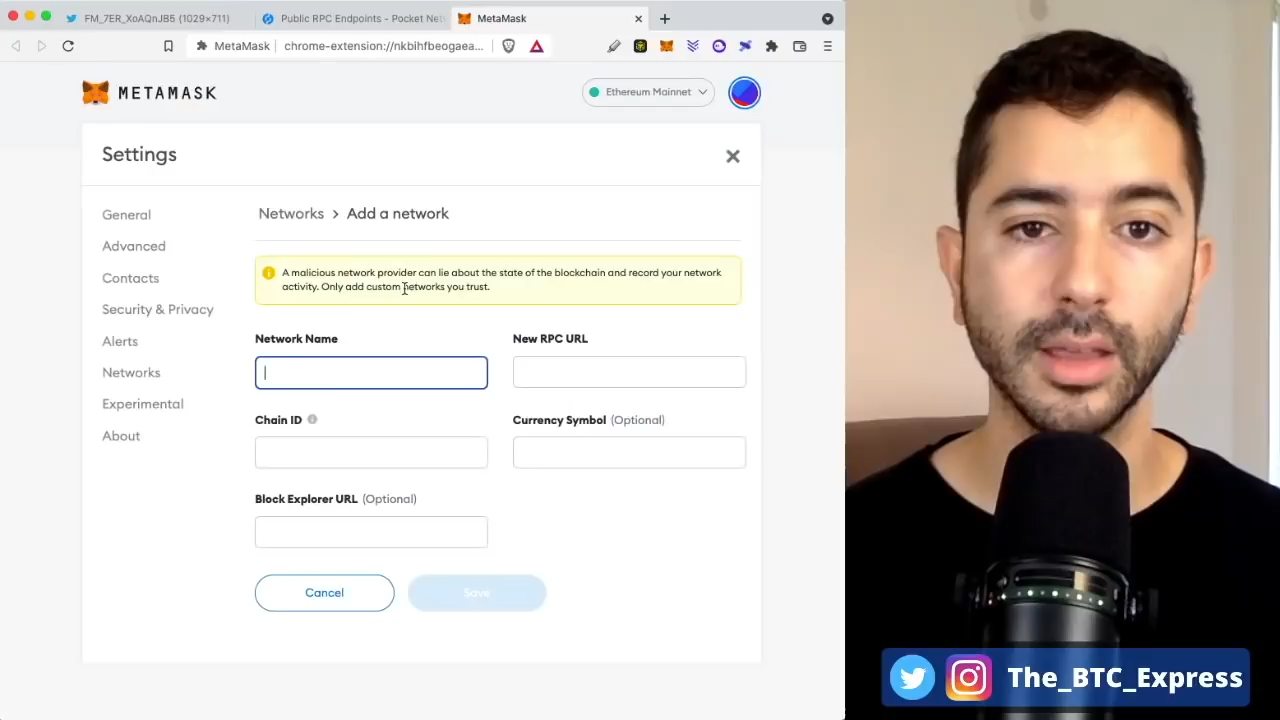 FM_7ER_XoAQnJB5 (1029×711)
Public RPC Endpoints - Pocket Net
MetaMask
MetaMask
chrome-extension://nkbihfbeogaea...
METAMASK
Ethereum Mainnet
Settings
General
Advanced
Contacts
Security & Privacy
Alerts
Networks
Experimental
About
Networks > Add a network
A malicious network provider can lie about the state of the blockchain and record your network
activity. Only add custom networks you trust.
Network Name
New RPC URL
Chain ID
Currency Symbol (Optional)
Block Explorer URL (Optional)
Cancel
Save
The_BTC_Express